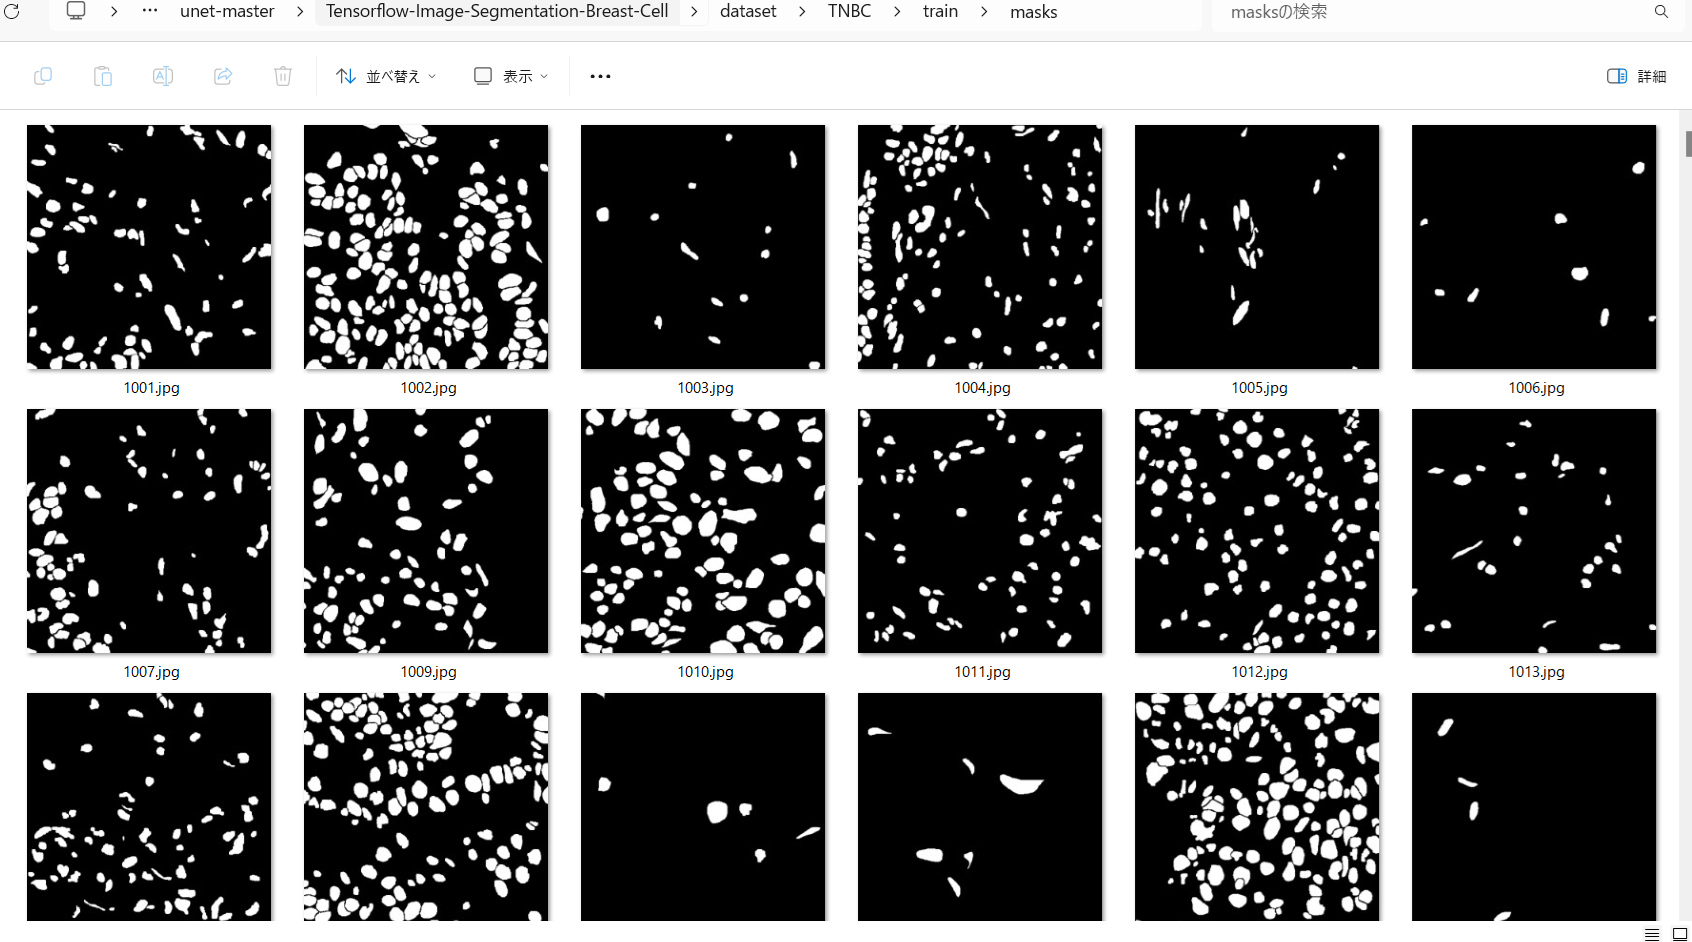 unet-master > Tensorflow-Image-Segmentation-Breast-Cell > dataset > TNBC > train > masks
masksの検索
並べ替え 表示 詳細
1001.jpg 1002.jpg 1003.jpg 1004.jpg 1005.jpg 1006.jpg
1007.jpg 1009.jpg 1010.jpg 1011.jpg 1012.jpg 1013.jpg